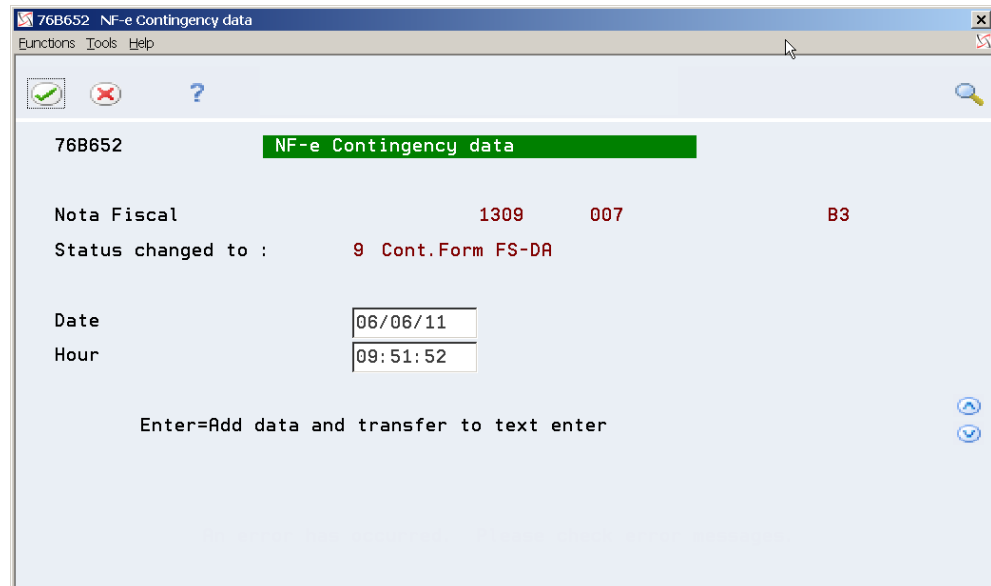 76B652 NF-e Contingency data
Functions Tools Help
?
76B652 NF-e Contingency data
Nota Fiscal 1309 007 B3
Status changed to : 9 Cont.Form FS-DA
Date 06/06/11
Hour 09:51:52
Enter=Add data and transfer to text enter